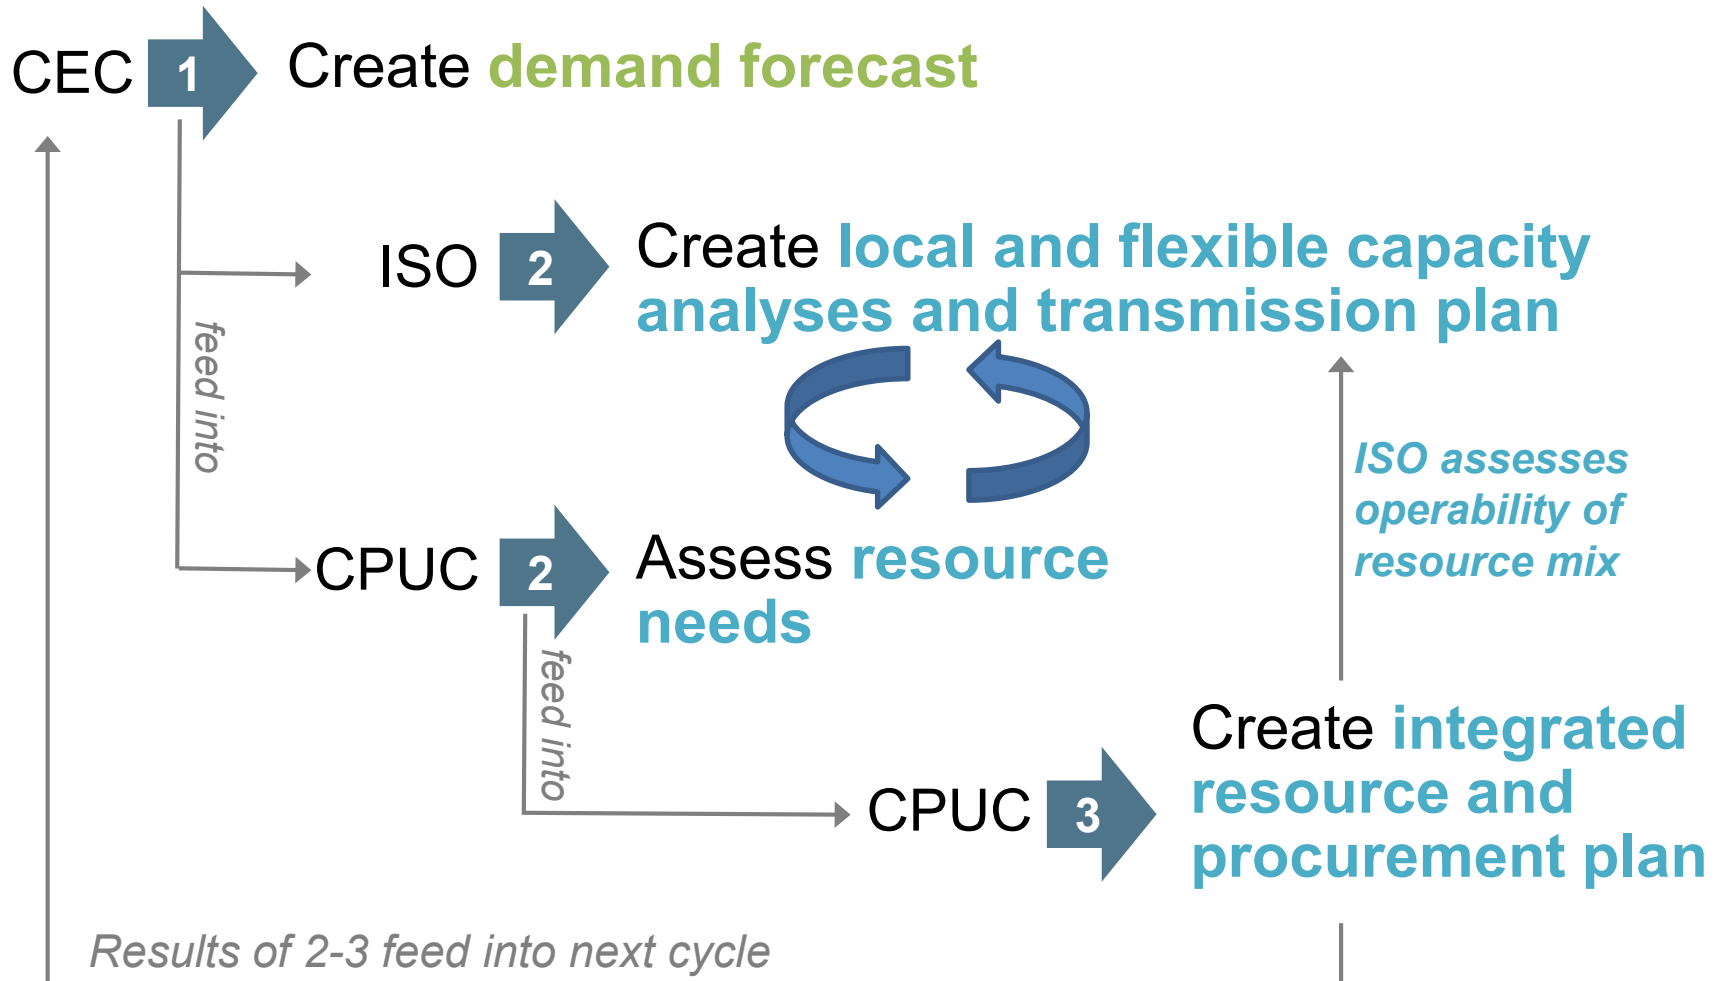 CEC 1 Create demand forecast
ISO 2 Create local and flexible capacity
analyses and transmission plan
feed into
ISO assesses
operability of
resource mix
CPUC 2 Assess resource
needs
feed into
CPUC 3 Create integrated
resource and
procurement plan
Results of 2-3 feed into next cycle